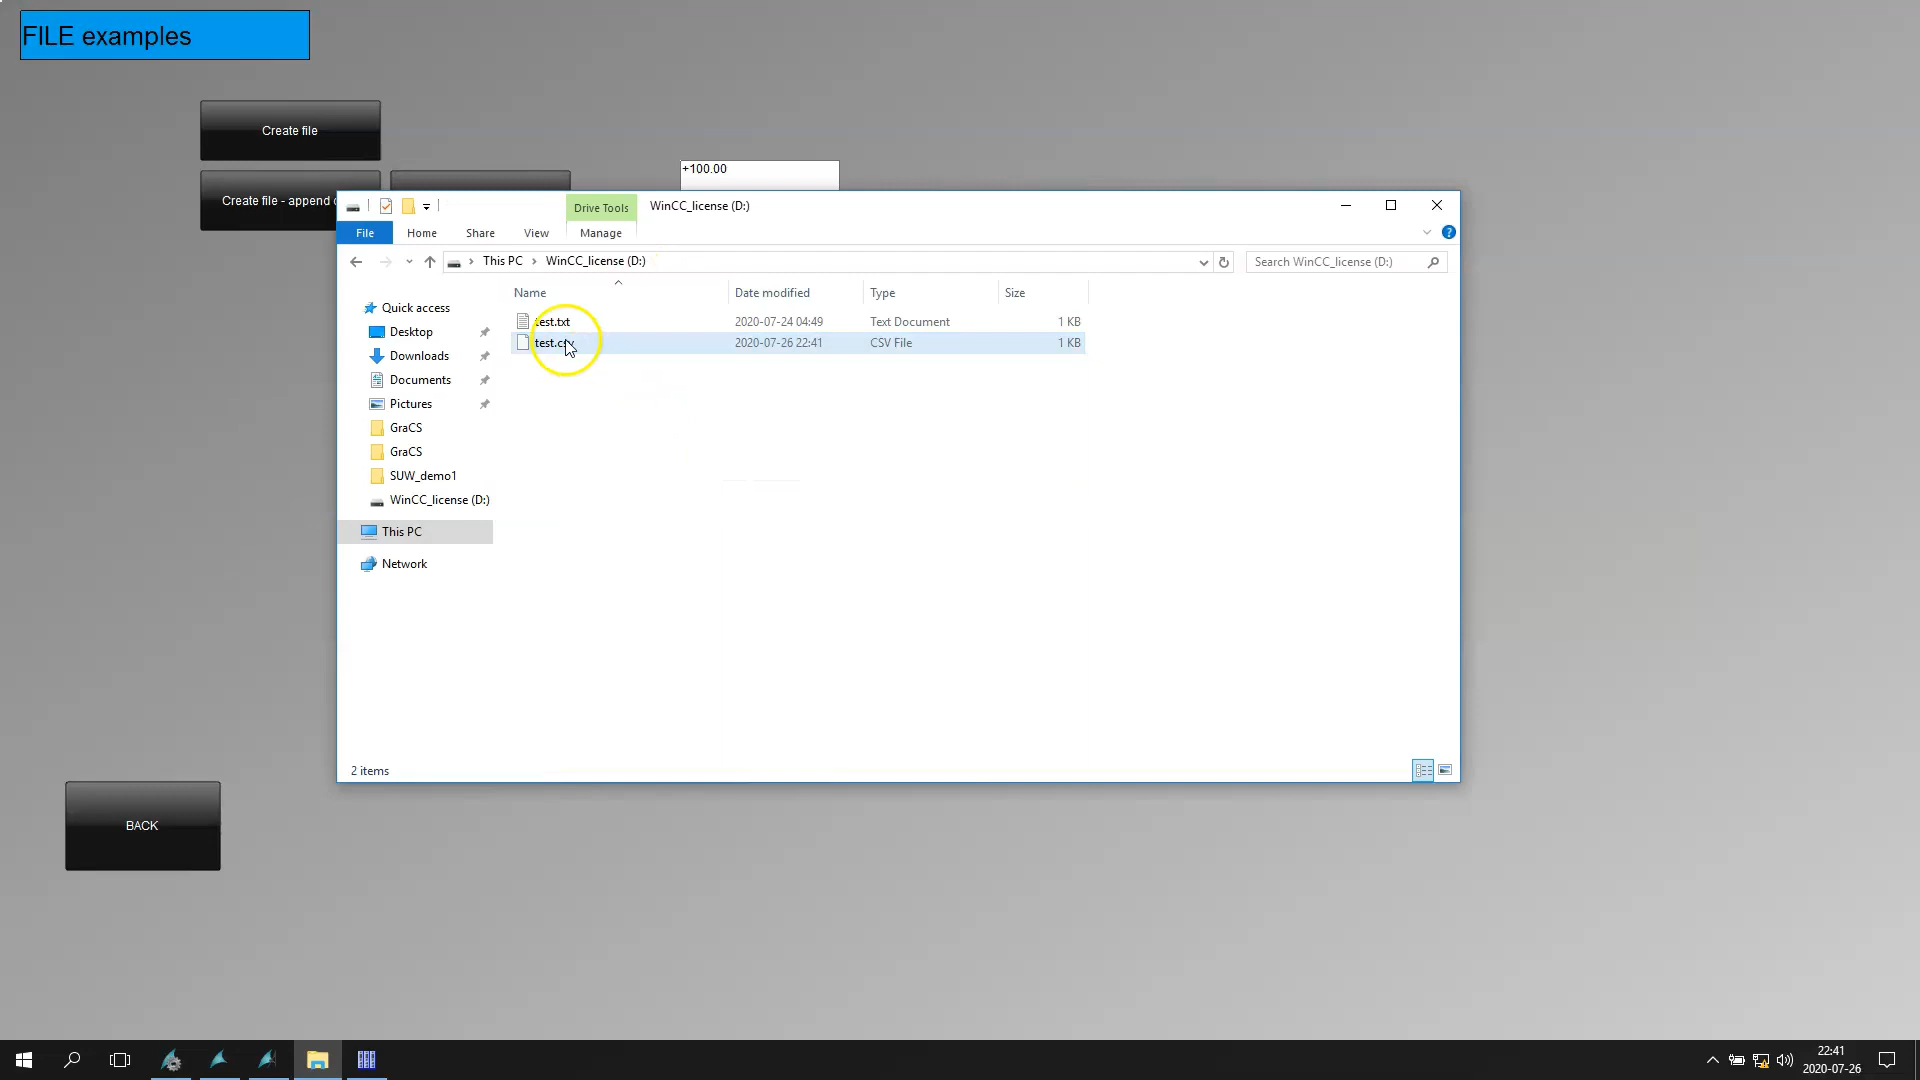 FILE examples
Create file
Create file - append
+100.00
Drive Tools
WinCC_license (D:)
File
Home
Share
View
Manage
This PC
WinCC_license (D:)
Search WinCC_license (D:)
Name
Date modified
Type
Size
test.txt
2020-07-24 04:49
Text Document
1 KB
test.csv
2020-07-26 22:41
CSV File
1 KB
Quick access
Desktop
Downloads
Documents
Pictures
GraCS
GraCS
SUW_demo1
WinCC_license (D:)
This PC
Network
2 items
BACK
22:41
2020-07-26